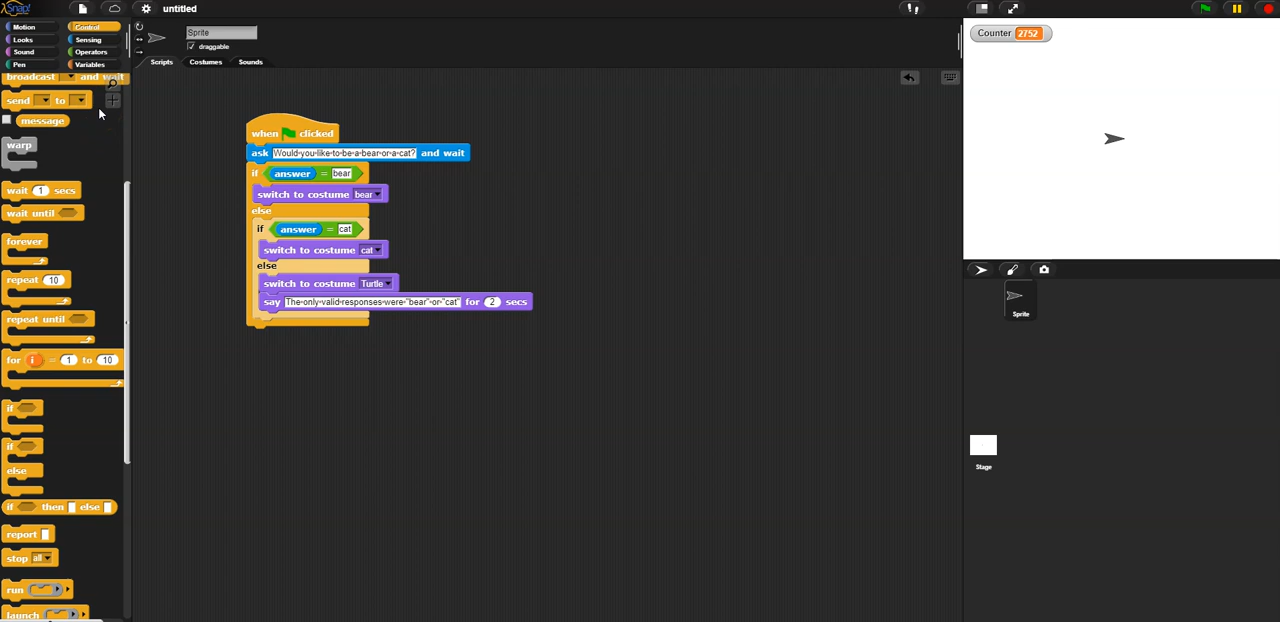 Snap!
untitled
Motion
Control
Looks
Sensing
Sound
Operators
Pen
Variables
Sprite
draggable
Scripts
Costumes
Sounds
broadcast and wait
send to
message
warp
wait 1 secs
wait until
forever
repeat 10
repeat until
for i = 1 to 10
if
if
else
if then else
report
stop all
run
launch
when clicked
ask Would-you-like-to-be-a-bear-or-a-cat? and wait
if answer = bear
switch to costume bear
else
if answer = cat
switch to costume cat
else
switch to costume Turtle
say The-only-valid-responses-were-"bear"-or-"cat" for 2 secs
Counter 2752
Sprite
Stage